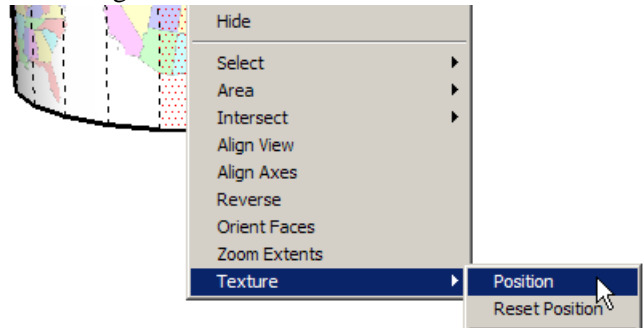 Hide
Select
Area
Intersect
Align View
Align Axes
Reverse
Orient Faces
Zoom Extents
Texture
Position
Reset Position